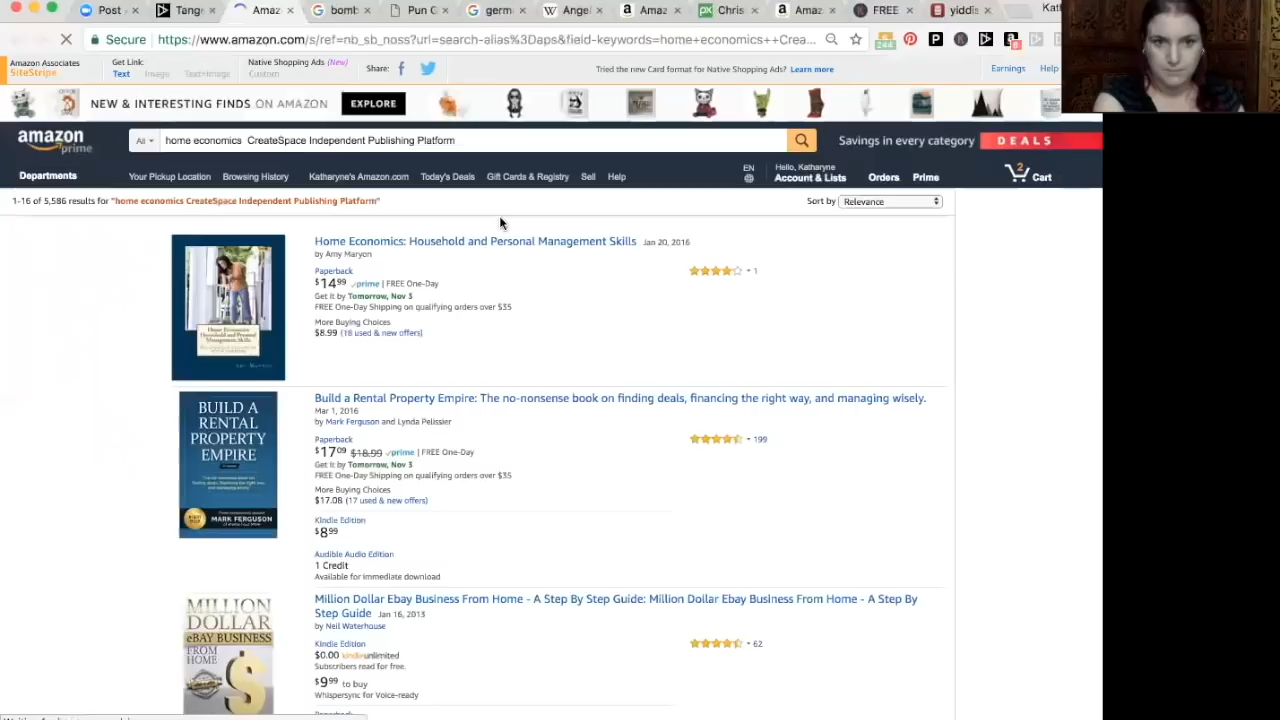 Post
Tange
Amaz
bomb
Pun C
germ
Ange
Amaz
Chris
Amaz
FREE
yiddis
Kath
Secure
https://www.amazon.com/s/ref=nb_sb_noss?url=search-alias%3Daps&field-keywords=home+economics++Crea...
244
Amazon Associates
SiteStripe
Get Link:
Text Image Text+Image
Native Shopping Ads (New)
Custom
Share:
Tried the new Card format for Native Shopping Ads? Learn more
Earnings Help
NEW & INTERESTING FINDS ON AMAZON EXPLORE
amazon
prime
All
home economics CreateSpace Independent Publishing Platform
Savings in every category
DEALS
Departments
Your Pickup Location Browsing History Katharyne's Amazon.com Today's Deals Gift Cards & Registry Sell Help
EN
Hello, Katharyne
Account & Lists
Orders
Prime
2
Cart
1-16 of 5,586 results for "home economics CreateSpace Independent Publishing Platform"
Sort by Relevance
Home Economics: Household and Personal Management Skills Jan 20, 2016
by Amy Maryon
Paperback
$14 99 prime | FREE One-Day
Get it by Tomorrow, Nov 3
FREE One-Day Shipping on qualifying orders over $35
More Buying Choices
$8.99 (18 used & new offers)
1
Home Economics
Household and Personal
Management Skills
BUILD A
RENTAL
PROPERTY
EMPIRE
MARK FERGUSON
Build a Rental Property Empire: The no-nonsense book on finding deals, financing the right way, and managing wisely.
Mar 1, 2016
by Mark Ferguson and Lynda Pelissier
Paperback
$17 09 $18.99 prime | FREE One-Day
Get it by Tomorrow, Nov 3
FREE One-Day Shipping on qualifying orders over $35
More Buying Choices
$17.08 (17 used & new offers)
199
Kindle Edition
$8 99
Audible Audio Edition
1 Credit
Available for immediate download
MILLION
DOLLAR
eBAY BUSINESS
FROM
HOME
$
Million Dollar Ebay Business From Home - A Step By Step Guide: Million Dollar Ebay Business From Home - A Step By
Step Guide Jan 16, 2013
by Neil Waterhouse
Kindle Edition
$0.00 kindleunlimited
Subscribers read for free.
$9 99 to buy
Whispersync for Voice-ready
62